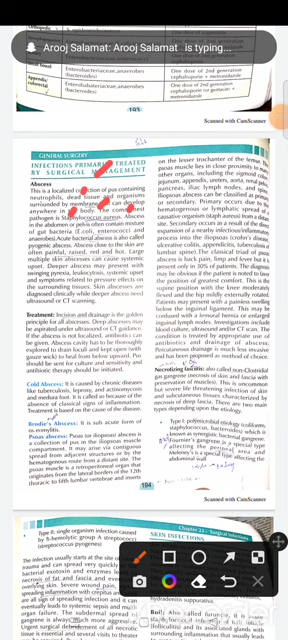 Orthopedic
Enterobacteriaceae,anaerobes
(bacteroides)
One dose of 2nd generation
cephalosporin + metronidazole
Appendix/
colorectal
Enterobacteriaceae,anaerobes
(bacteroides)
One dose of 2nd generation
cephalosporin (or gentacin) +
metronidazole
193
Arooj Salamat: Arooj Salamat is typing...
Scanned with CamScanner
GENERAL SURGERY
INFECTIONS PRIMARILY TREATED
BY SURGICAL MANAGEMENT
Abscess
This is a localized collection of pus containing
neutrophils, dead tissue and organisms
surrounded by membrane. It can develop
anywhere in body. The common
pathogen is Staphylococcus aureus. Abscess
in the abdomen or pelvis often contain mixture
of gut bacteria (E.coli, enterococci) and
anaerobes) Acute bacterial abscess is also called
pyogenic abscess. Abscess close to the skin are
often painful, raised, red and hot. Large
multiple skin abscesses can cause systemic
upset. Deeper abscess may present with
swinging pyrexia, leukocytosis, systemic upset
and symptoms related to pressure effects on
the surrounding tissues. Skin abscesses are
diagnosed clinically while deeper abscess need
ultrasound or CT scanning.
Treatment: Incision and drainage is the golden
principle for all abscesses. Deep abscesses may
be aspirated under ultrasound or CT guidance.
If the abscess is not localized, antibiotics can
be given. Abscess cavity has to be thoroughly
explored to drain loculi and kept open (with
gauze wick) to heal from below upward. Pus
should be sent for culture and sensitivity and
antibiotic therapy should be initiated.
Cold Abscess: It is caused by chronic diseases
like tuberculosis, leprosy, and actinomycosis
and medura foot. It is called so because of the
absence of classical signs of inflammation.
Treatment is based on the cause of the disease.
Brodie's Abscess: It is sub acute form of
os eomyelitis.
Psoas abscess: Psoas (or iliopsoas) abscess is
a collection of pus in the iliopsoas muscle
compartment. It may arise via contiguous
spread from adjacent structures or by the
hematogenous route from a distant site. The
psoas muscle is a retroperitoneal organ that
originates from the lateral borders of the 12th
thoracic to fifth lumbar vertebrae and inserts
on the lesser trochanter of the femur. The
psoas muscle lies in close proximity to many
other organs, including the sigmoid colon,
jejunum, appendix, ureters, aorta, renal pelvis,
pancreas, iliac lymph nodes, and spine. An
iliopsoas abscess can be classified as primary
or secondary. Primary occurs due to
hematogenous or lymphatic spread of a
causative organism (staph aureus) from a distant
site. Secondary occurs as a result of the direct
expansion of a nearby infectious/inflammatory
process into the iliopsoas (crohn's disease,
ulcerative colitis, appendicitis, tuberculosis of
lumbar spine).The classical triad of psoas
abscess is back pain, limp and fever but it is
present only in 30% of patients. The diagnosis
may be obvious if the patient is noted to favor
the position of greatest comfort. This is
the supine position with the knee moderately
flexed and the hip mildly externally rotated.
Patients may present with a painless swelling
below the inguinal ligament. This may be
confused with a femoral hernia or enlarged
inguinal lymph nodes. Investigations include
blood culture, ultrasound and/or CT scan. The
condition is treated by appropriate use of
antibiotics and drainage of abscess.
Percutaneous drainage is much less invasive
and has been proposed as method of choice.
Necrotizing fasciitis: also called non-Clostridial
gas gangrene (necrosis of skin and fascia with
preservation of muscles). This is uncommon
but severe life threatening infection of skin
and subcutaneous tissues characterized by
necrosis of deep fascia. There are two main
types depending upon the etiology.
• Type I: polymicrobial etiology (coliforms,
staphylococcus, bacteroides) which is
known as synergistic bacterial gangrene.
Fournier's gangrene is a special type
affecting the perineal area and
Meleney's is a special type affecting the
abdominal wall
194
Scanned with CamScanner
• Type II: single organism infection caused
by B-hemolytic group A streptococci
(streptococcus pyogenes)
The infection usually starts at the site of
trauma and can spread very quickly
bacterial exotoxin and enzymes
necrosis of fat and fascia and even
overlying skin. Severe wound pain,
spreading inflammation with crepitus and
are all sign of spreading infection and it can
eventually leads to systemic sepsis and multi
organ failure. The subdermal spread of
gangrene is always much more
Urgent surgical debridement of all necrotic
tissue is essential and several visits to theater
Chapter 23 - Surgical Infections
SKIN INFECTIONS
hydradenitis suppurativa.
Boil: Also called furuncle, it is
staphylococcal infection of hair follicle
(folliculitis) and its associated glands with
surrounding inflammation that usually leads